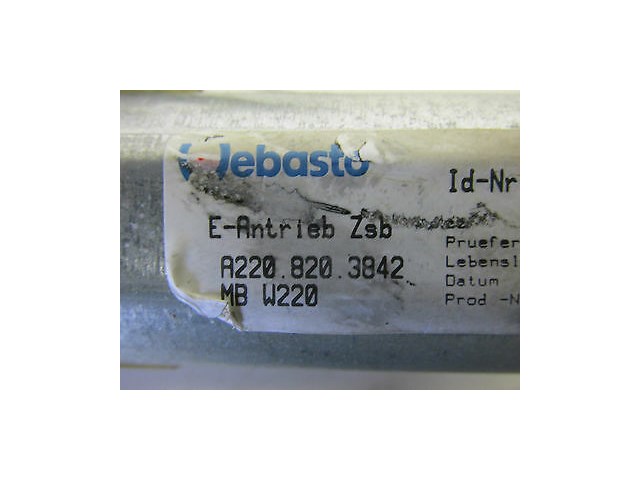 Webasto
Id-Nr
E-Antrieb Zsb
Pruefer
A220.820.3842
Lebensl
MB W220
Datum
Prod -N